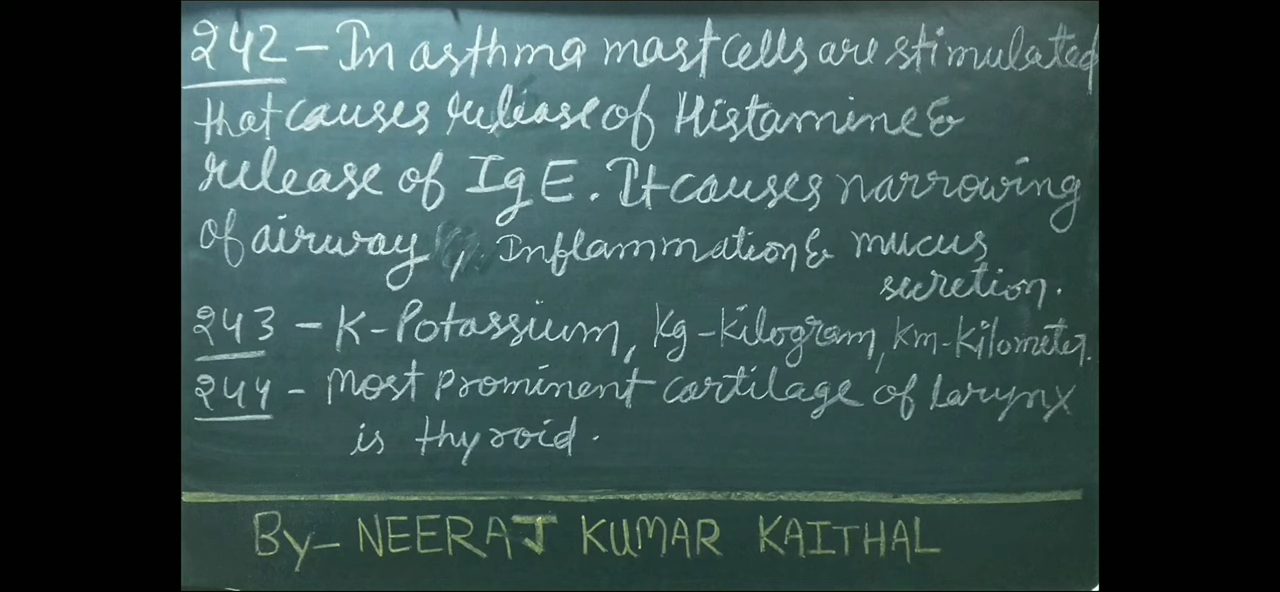 242 - In asthma mast cells are stimulated
that causes release of Histamine &
release of IgE. It causes narrowing
of airway, Inflammation & mucus
secretion.
243 - K - Potassium, Kg - Kilogram, Km - Kilometer.
244 - Most Prominent cartilage of larynx
is thyroid.
By - NEERAJ KUMAR KAITHAL